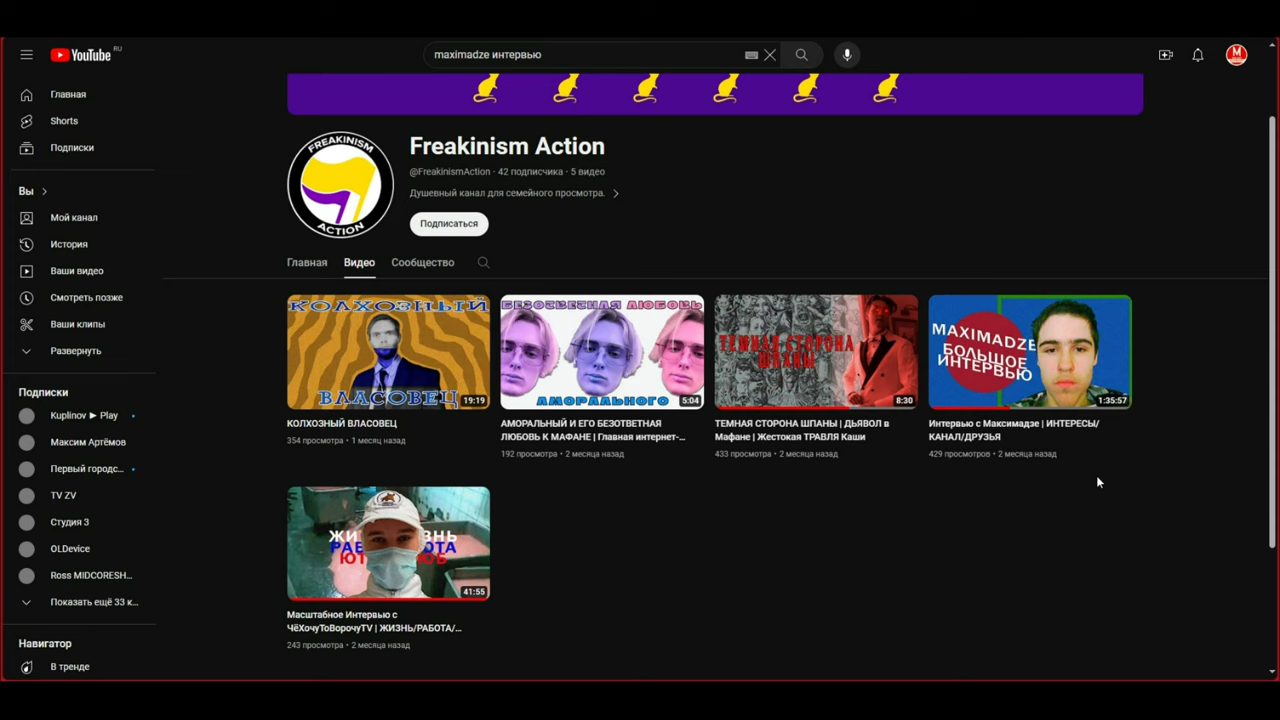 YouTube RU
maximadze интервью
M
Главная
Shorts
Подписки
Вы
Мой канал
История
Ваши видео
Смотреть позже
Ваши клипы
Развернуть
Подписки
Kuplinov ► Play
Максим Артёмов
Первый городс...
TV ZV
Студия 3
OLDevice
Ross MIDCORESH...
Показать ещё 33 к...
Навигатор
В тренде
FREAKINISM
ACTION
Freakinism Action
@FreakinismAction · 42 подписчика · 5 видео
Душевный канал для семейного просмотра.
Подписаться
Главная Видео Сообщество
КОЛХОЗНЫЙ
ВЛАСОВЕЦ
19:19
КОЛХОЗНЫЙ ВЛАСОВЕЦ
354 просмотра • 1 месяц назад
БЕЗОТВЕТНАЯ ЛЮБОВЬ
АМОРАЛЬНОГО
5:04
АМОРАЛЬНЫЙ И ЕГО БЕЗОТВЕТНАЯ
ЛЮБОВЬ К МАФАНЕ | Главная интернет-...
192 просмотра • 2 месяца назад
ТЕМНАЯ СТОРОНА
ШПАНЫ
8:30
ТЕМНАЯ СТОРОНА ШПАНЫ | ДЬЯВОЛ в
Мафане | Жестокая ТРАВЛЯ Каши
433 просмотра • 2 месяца назад
MAXIMADZE
БОЛЬШОЕ
ИНТЕРВЬЮ
1:35:57
Интервью с Максимадзе | ИНТЕРЕСЫ/
КАНАЛ/ДРУЗЬЯ
429 просмотров • 2 месяца назад
41:55
Масштабное Интервью с
ЧёХочуТоВорочуTV | ЖИЗНЬ/РАБОТА/...
243 просмотра • 2 месяца назад